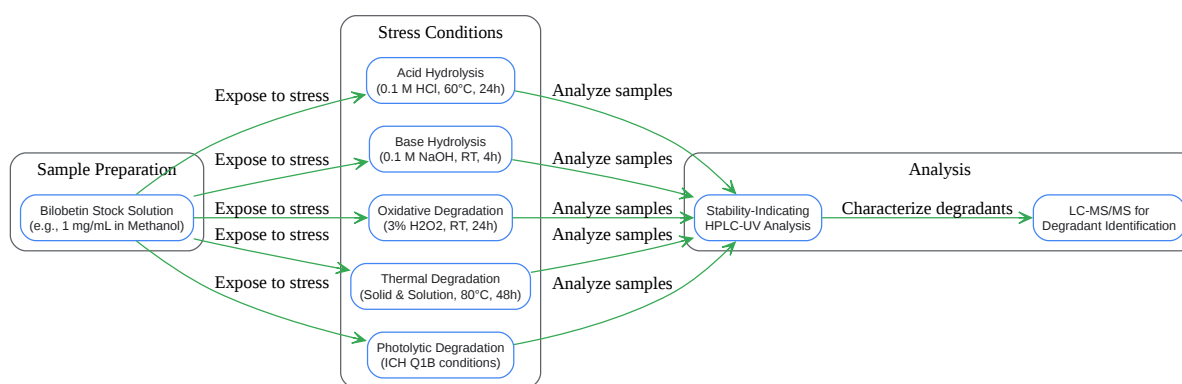 Sample Preparation
Bilobetin Stock Solution
(e.g., 1 mg/mL in Methanol)
Expose to stress
Expose to stress
Expose to stress
Expose to stress
Expose to stress
Stress Conditions
Acid Hydrolysis
(0.1 M HCl, 60°C, 24h)
Base Hydrolysis
(0.1 M NaOH, RT, 4h)
Oxidative Degradation
(3% H2O2, RT, 24h)
Thermal Degradation
(Solid & Solution, 80°C, 48h)
Photolytic Degradation
(ICH Q1B conditions)
Analyze samples
Analyze samples
Analyze samples
Analyze samples
Analyze samples
Analysis
Stability-Indicating
HPLC-UV Analysis
Characterize degradants
LC-MS/MS for
Degradant Identification